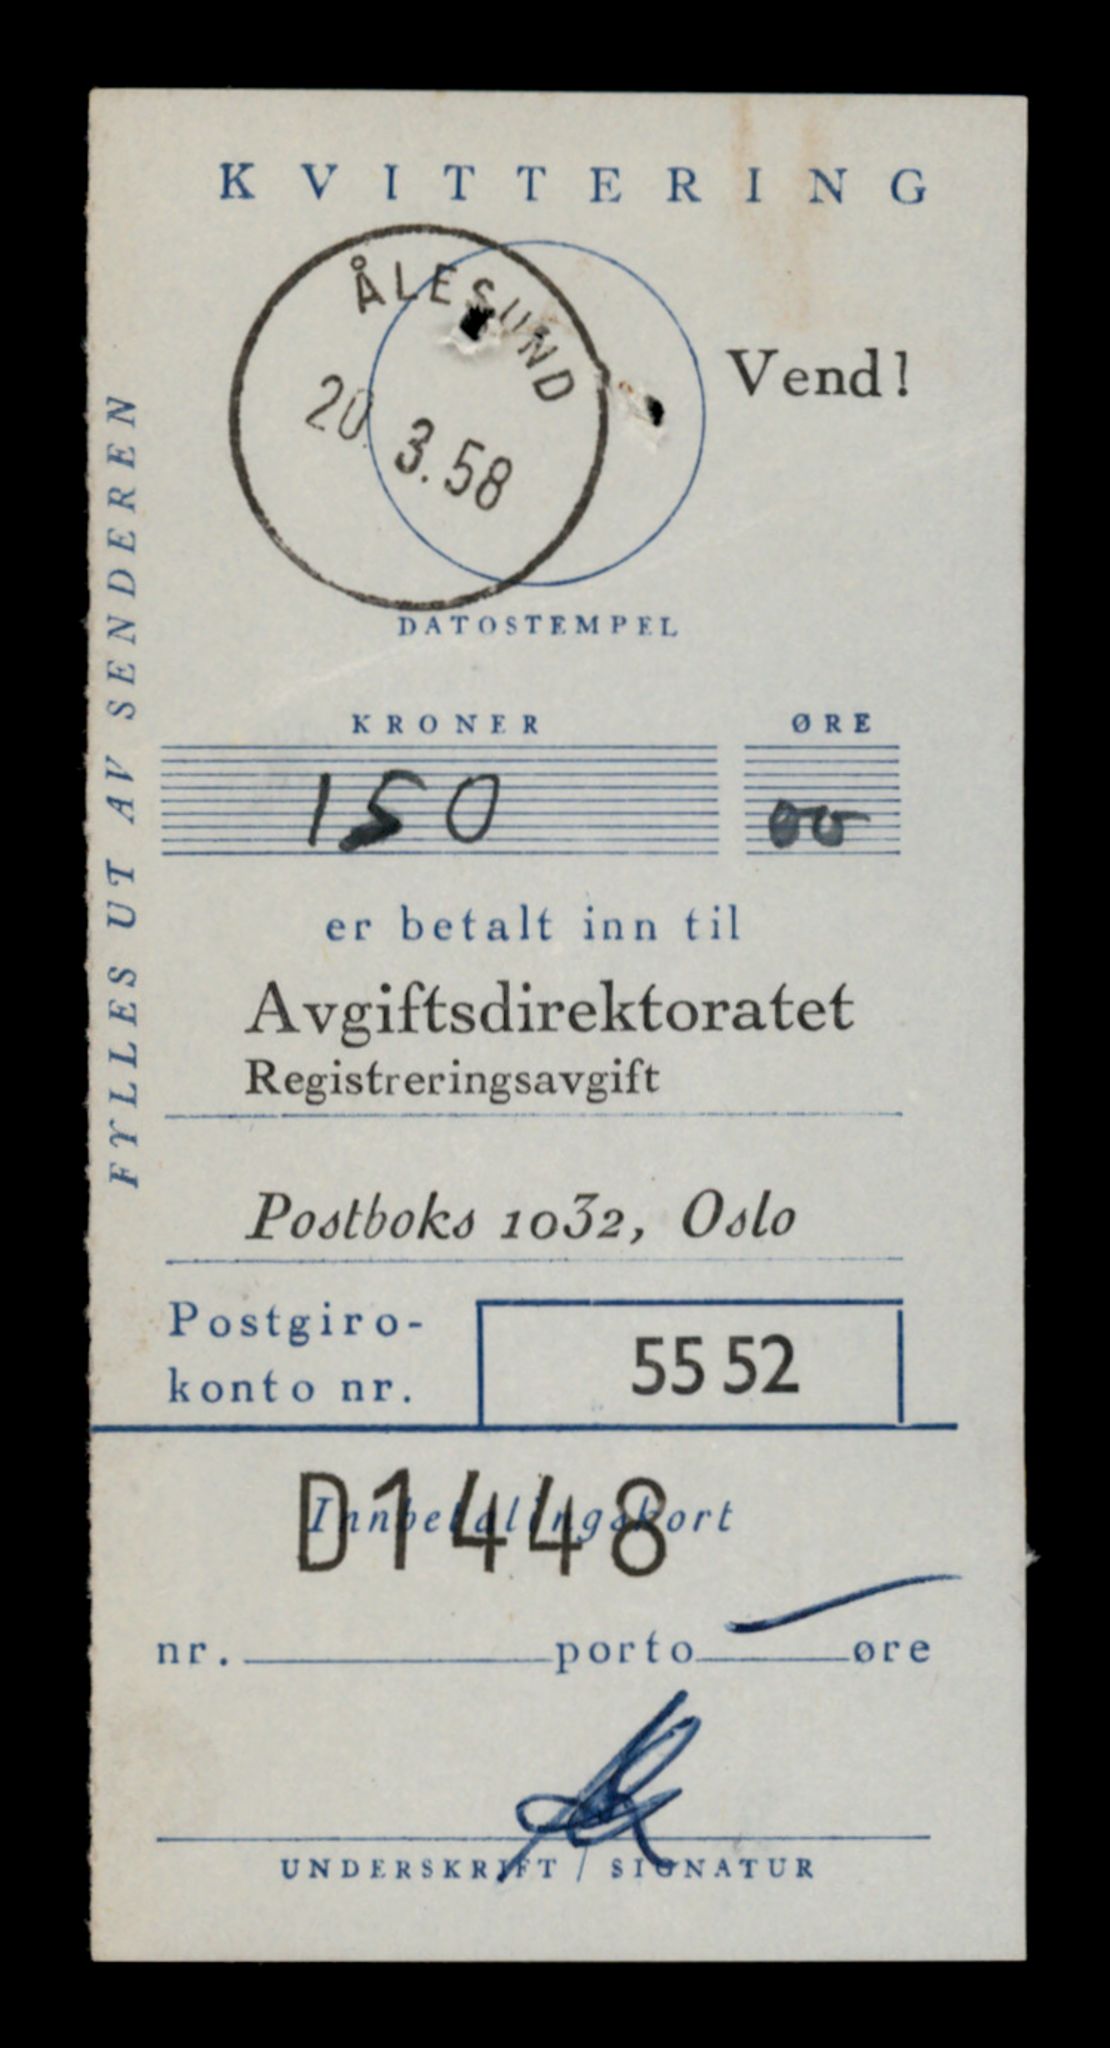 KVITTERING
ÅLESUND
20. 3.58
Vend!
DATOSTEMPEL
FYLLES UT AV SENDEREN
KRONER ØRE
150 00
er betalt inn til
Avgiftsdirektoratet
Registreringsavgift
Postboks 1032, Oslo
Postgiro-
konto nr.
55 52
D1448
Innbetalingskort
nr. porto øre
UNDERSKRIFT / SIGNATUR